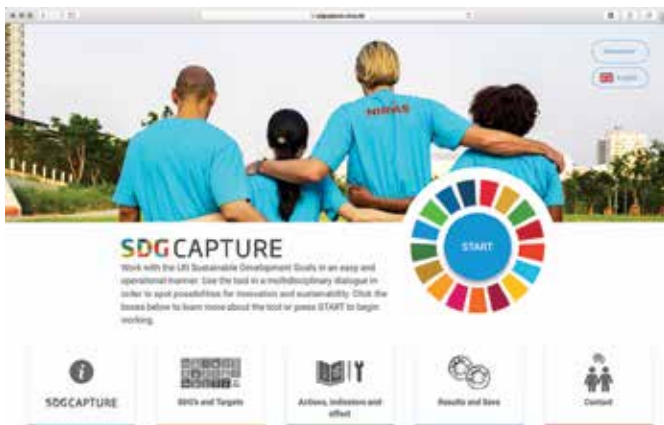 English
NIRAS
START
SDGCAPTURE
Work with the UN Sustainable Development Goals in an easy and
operational manner. Use the tool in a multidisciplinary dialogue in
order to spot possibilities for innovation and sustainability. Click the
boxes below to learn more about the tool or press START to begin
working.
SDGCAPTURE
SDG's and Targets
Actions, indicators and
effect
Results and Save
Contact